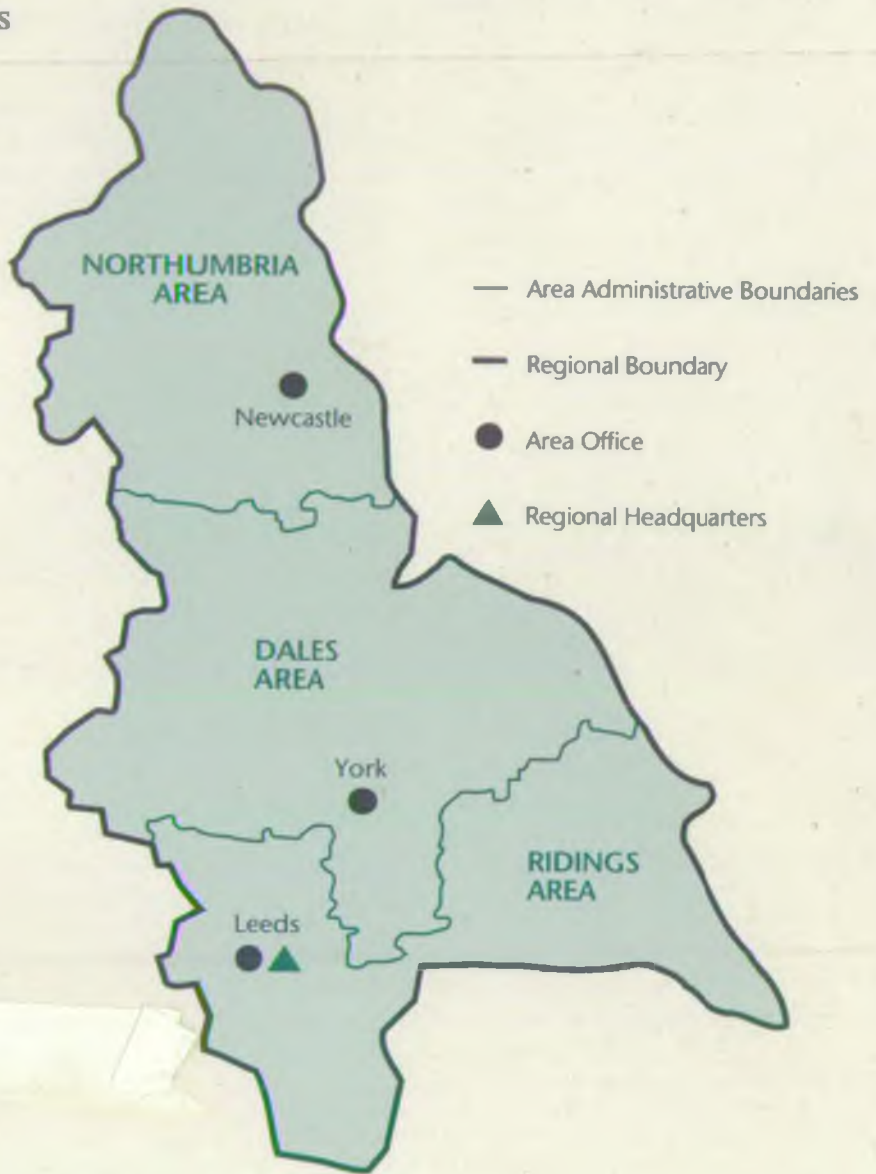 NORTHUMBRIA
AREA
Newcastle
Area Administrative Boundaries
Regional Boundary
Area Office
Regional Headquarters
DALES
AREA
York
RIDINGS
AREA
Leeds